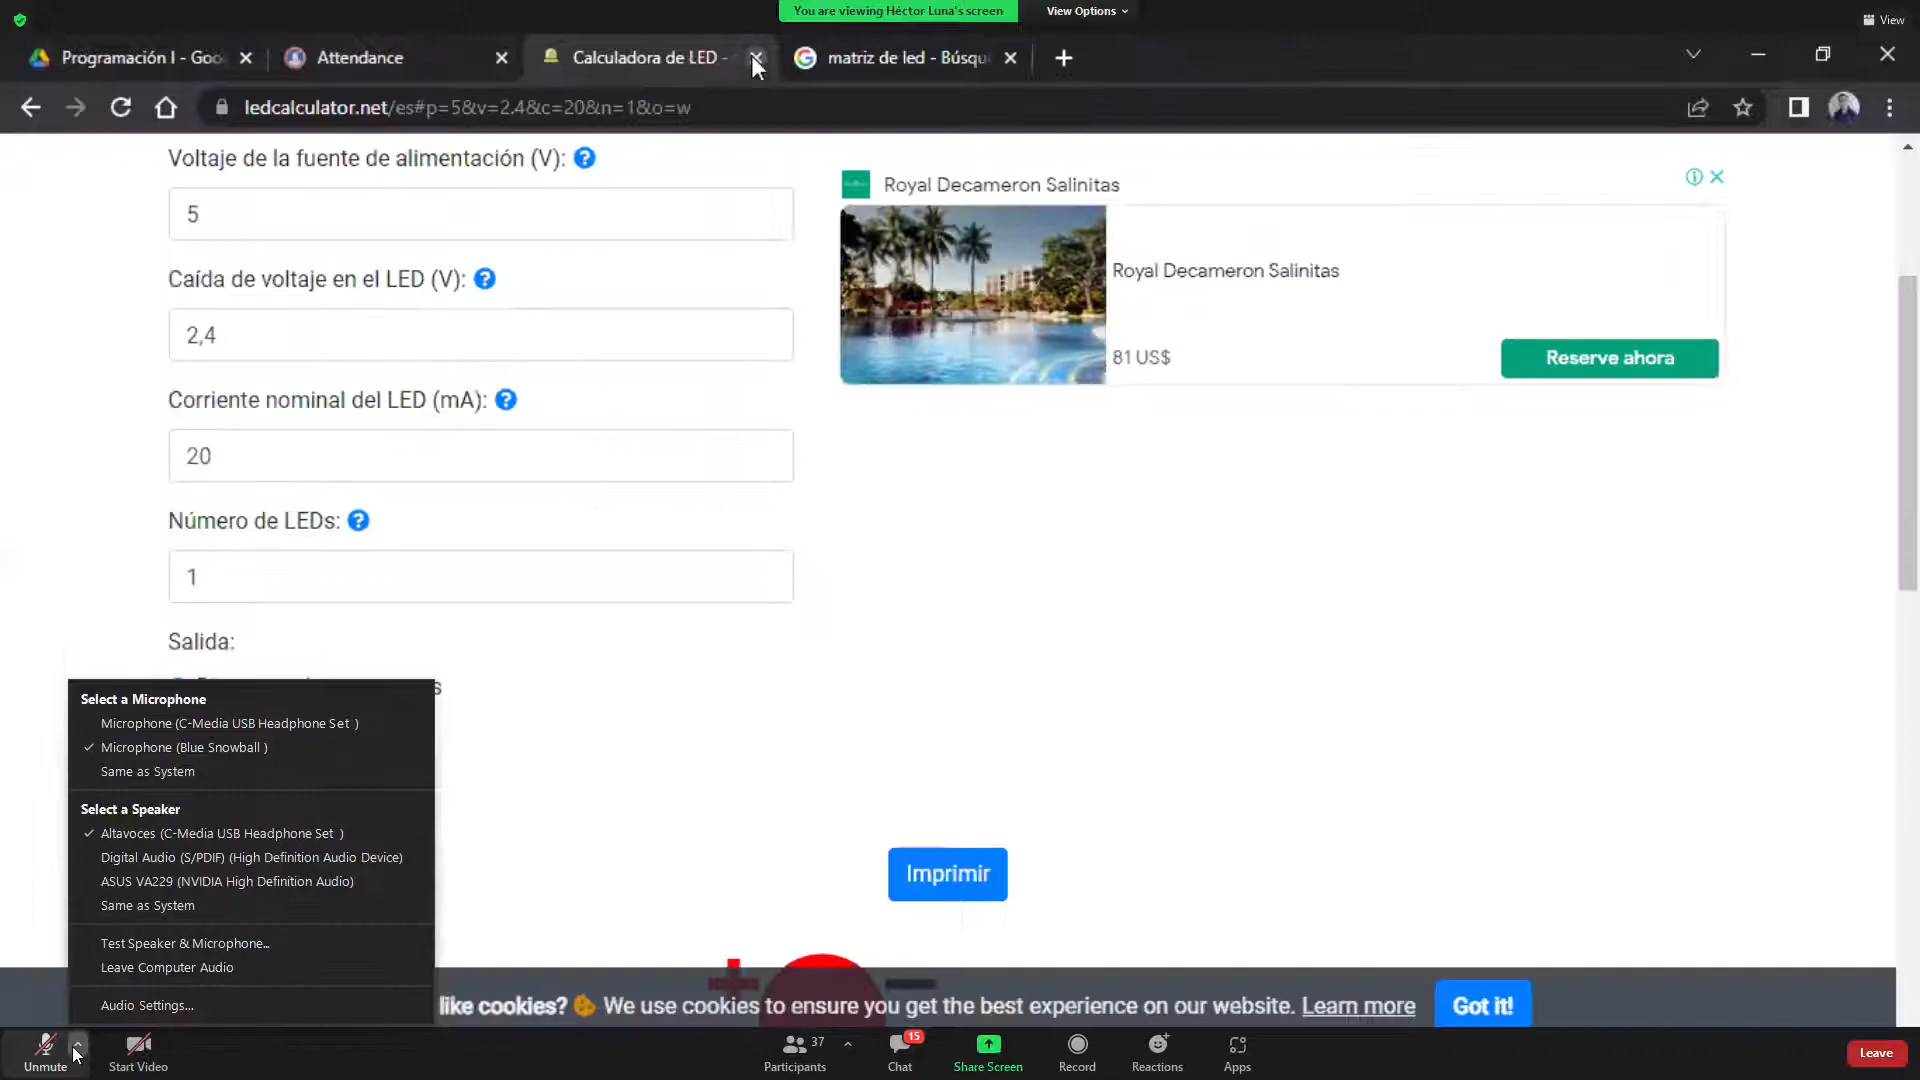 You are viewing Héctor Luna's screen
View Options
View
Programación I - Goo
Attendance
Calculadora de LED -
matriz de led - Búsqu
ledcalculator.net/es#p=5&v=2.4&c=20&n=1&o=w
Voltaje de la fuente de alimentación (V):
5
Caída de voltaje en el LED (V):
2,4
Corriente nominal del LED (mA):
20
Número de LEDs:
1
Salida:
Royal Decameron Salinitas
Royal Decameron Salinitas
81 US$
Reserve ahora
Select a Microphone
Microphone (C-Media USB Headphone Set )
✓ Microphone (Blue Snowball )
Same as System
Select a Speaker
✓ Altavoces (C-Media USB Headphone Set )
Digital Audio (S/PDIF) (High Definition Audio Device)
ASUS VA229 (NVIDIA High Definition Audio)
Same as System
Test Speaker & Microphone...
Leave Computer Audio
Audio Settings...
Imprimir
like cookies? We use cookies to ensure you get the best experience on our website. Learn more
Got it!
Unmute
Start Video
37
Participants
15
Chat
Share Screen
Record
Reactions
Apps
Leave